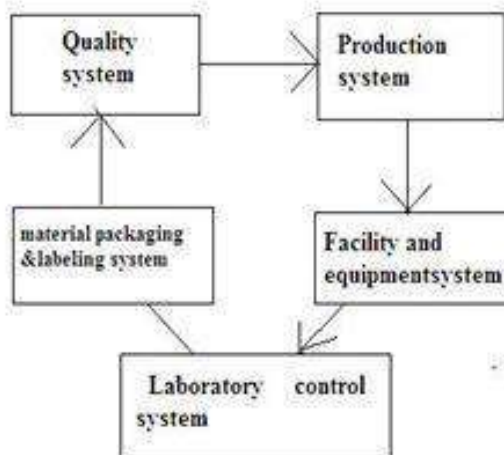 Quality
system
Production
system
material packaging
&labeling system
Facility and
equipmentsystem
Laboratory control
system